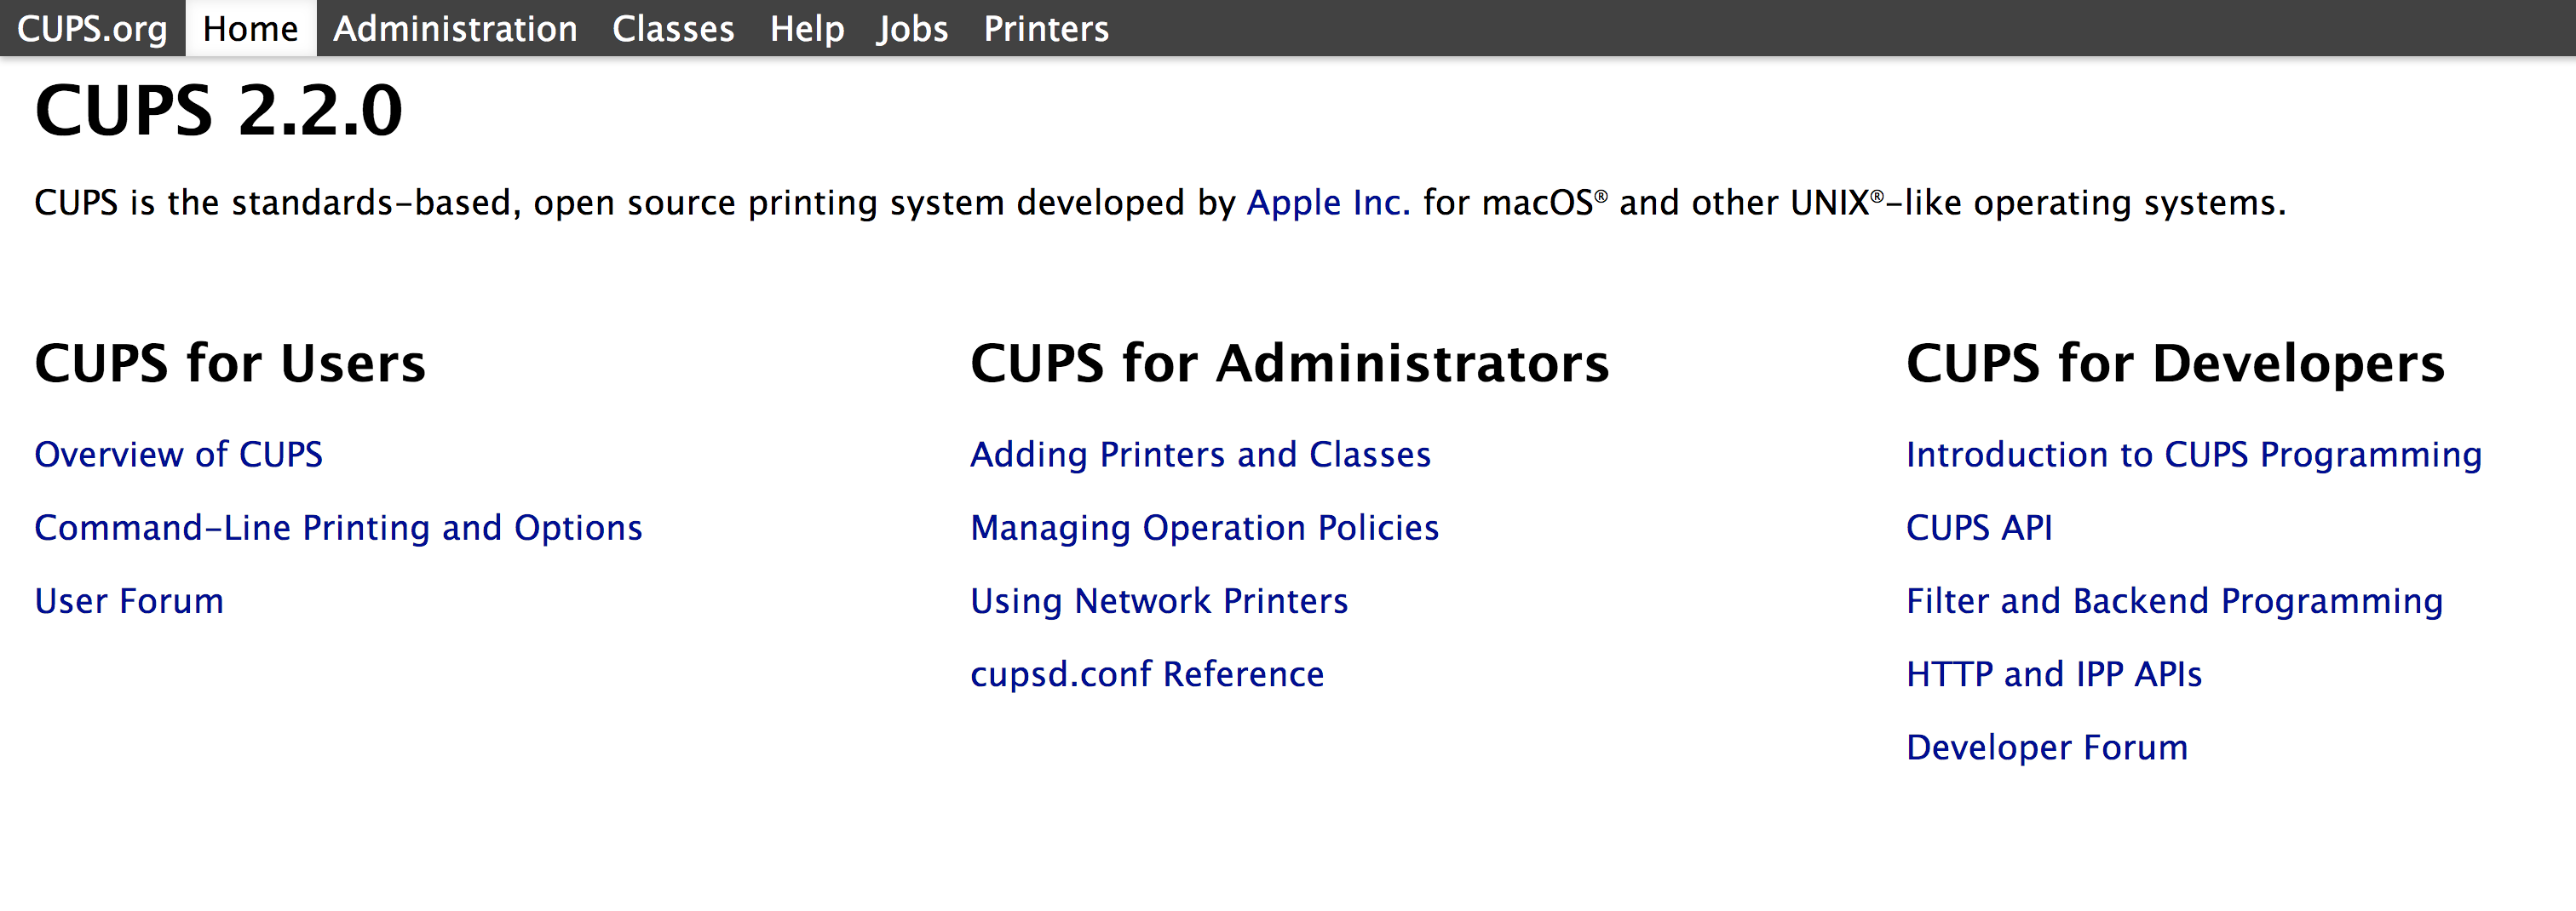 CUPS.org Home Administration Classes Help Jobs Printers
CUPS 2.2.0
CUPS is the standards-based, open source printing system developed by Apple Inc. for macOS® and other UNIX®-like operating systems.
CUPS for Users
Overview of CUPS
Command-Line Printing and Options
User Forum
CUPS for Administrators
Adding Printers and Classes
Managing Operation Policies
Using Network Printers
cupsd.conf Reference
CUPS for Developers
Introduction to CUPS Programming
CUPS API
Filter and Backend Programming
HTTP and IPP APIs
Developer Forum